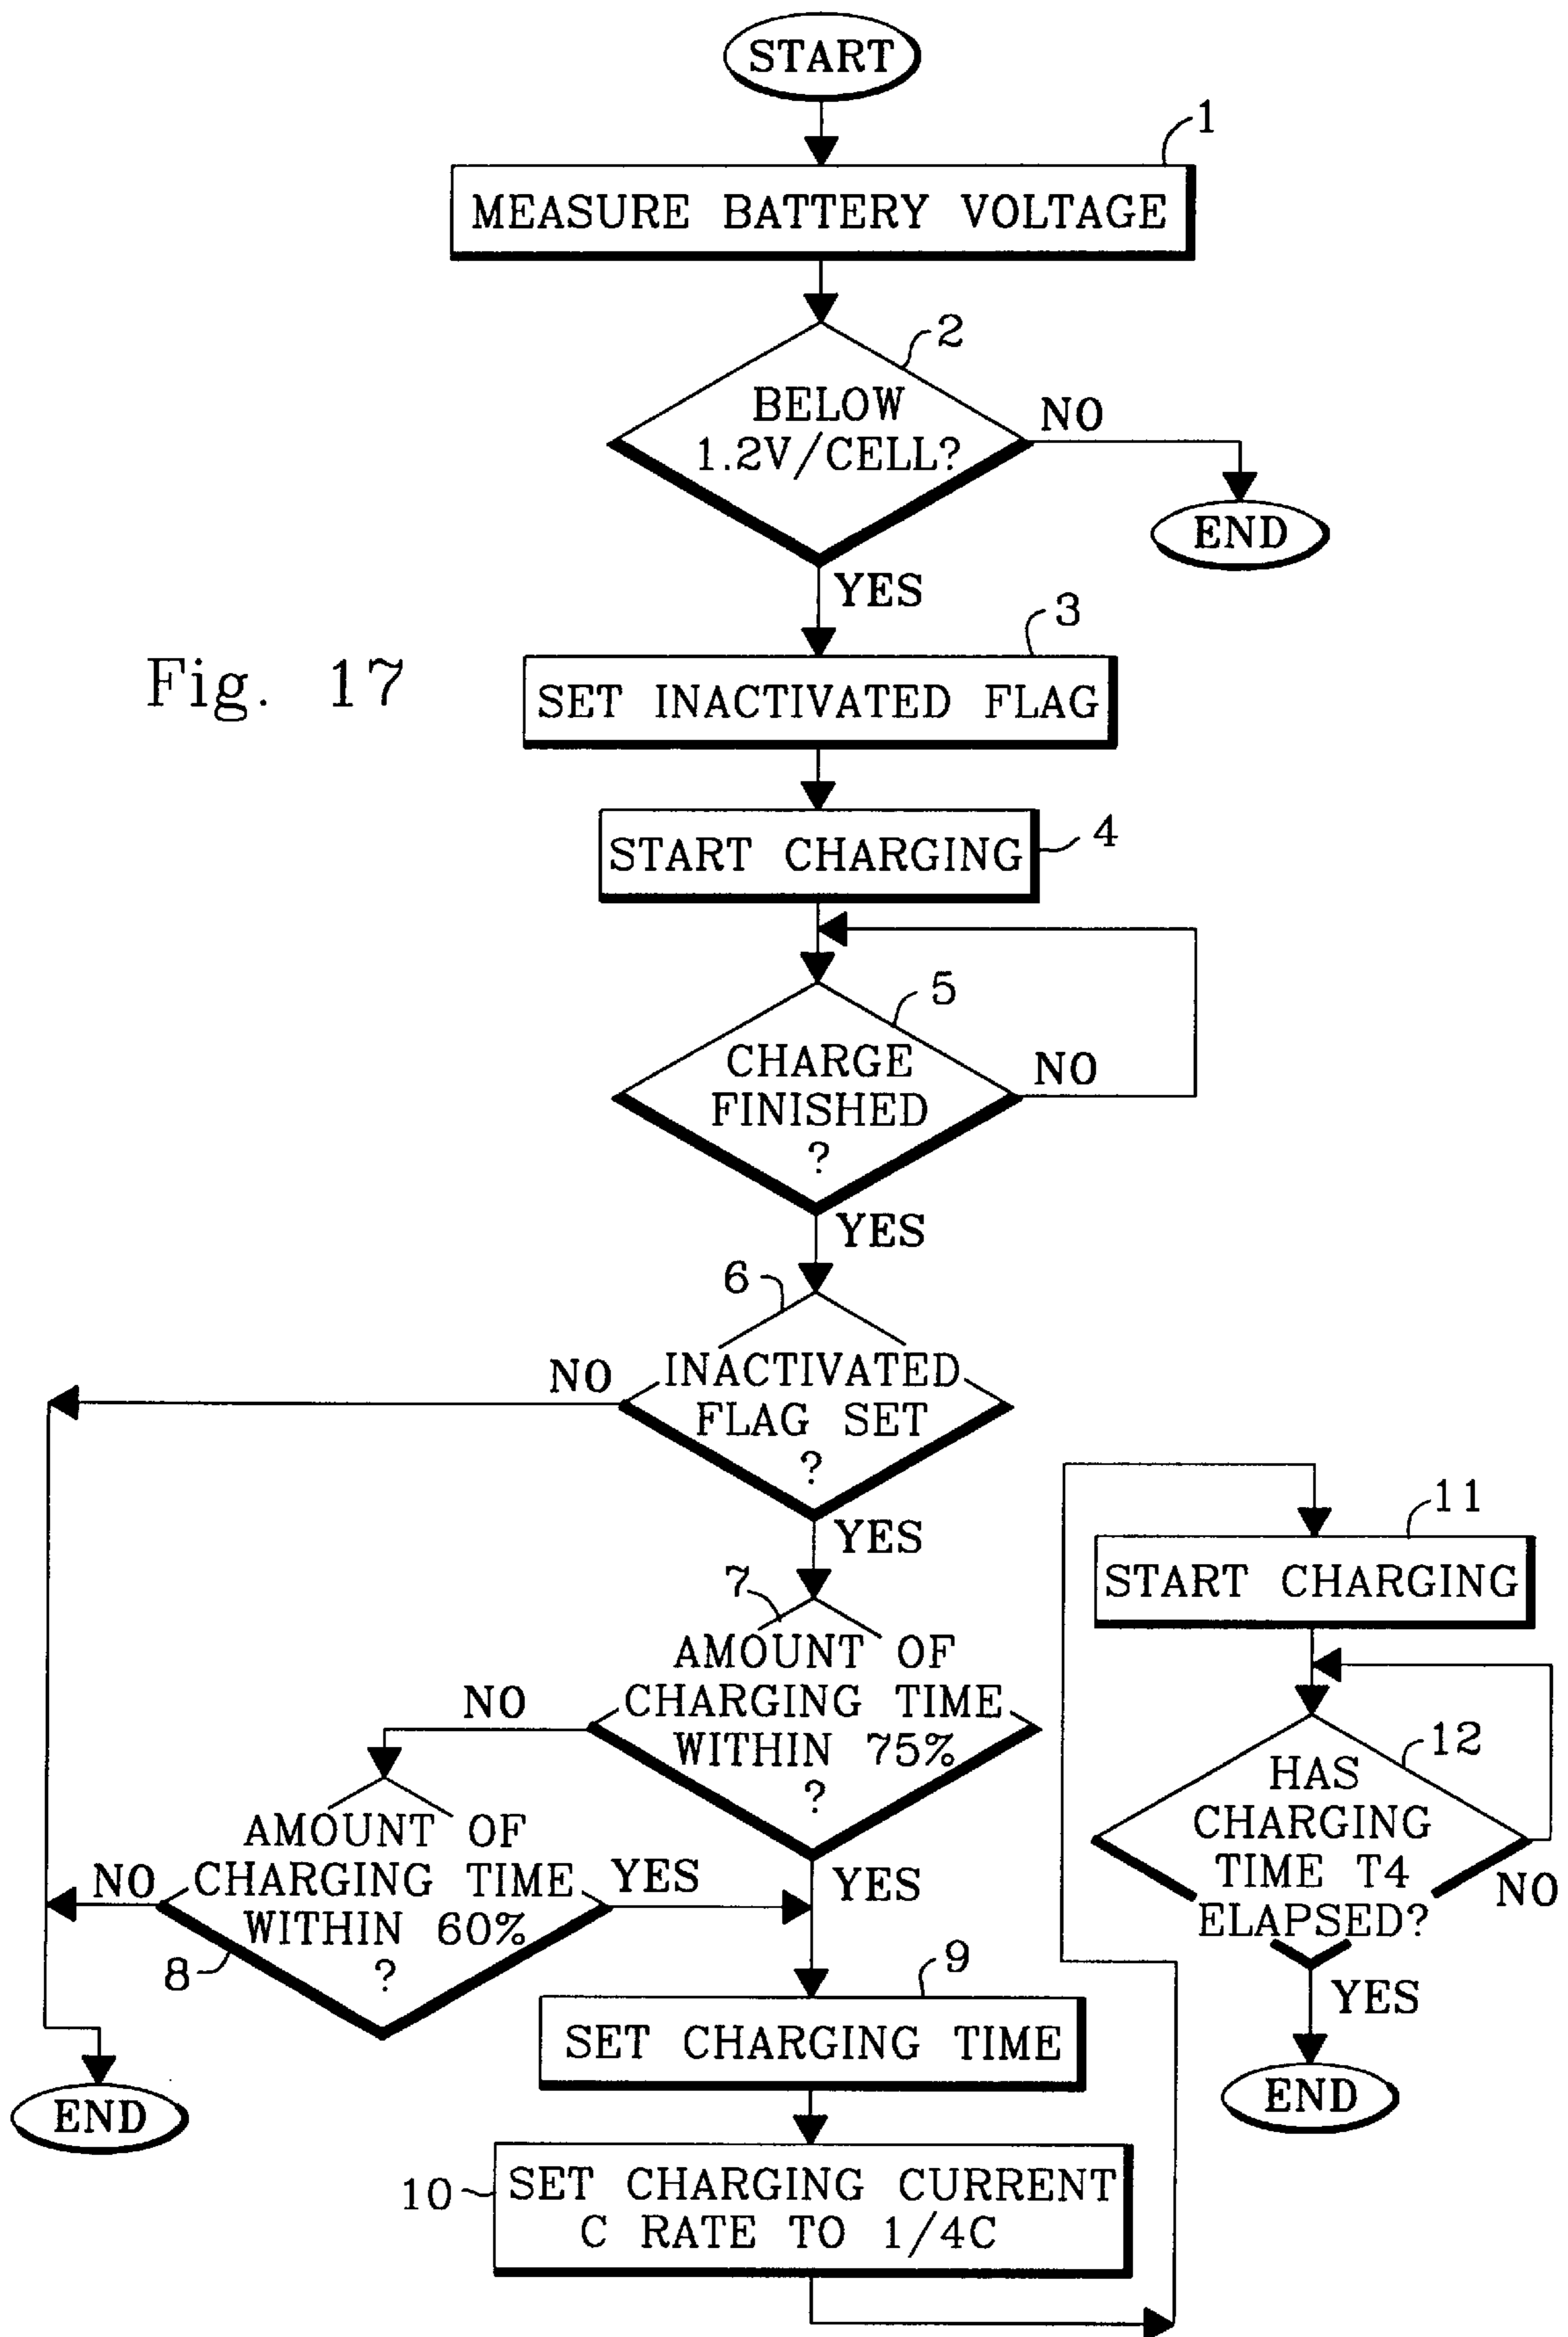 START
1
MEASURE BATTERY VOLTAGE
2
BELOW
1.2V/CELL?
NO
END
YES
3
Fig. 17
SET INACTIVATED FLAG
START CHARGING
4
5
CHARGE
FINISHED
?
NO
YES
6
INACTIVATED
FLAG SET
?
NO
YES
7
AMOUNT OF
CHARGING TIME
WITHIN 75%
?
NO
YES
AMOUNT OF
CHARGING TIME
WITHIN 60%
?
NO
YES
8
9
SET CHARGING TIME
10
SET CHARGING CURRENT
C RATE TO 1/4C
END
11
START CHARGING
12
HAS
CHARGING
TIME T4
ELAPSED?
NO
YES
END